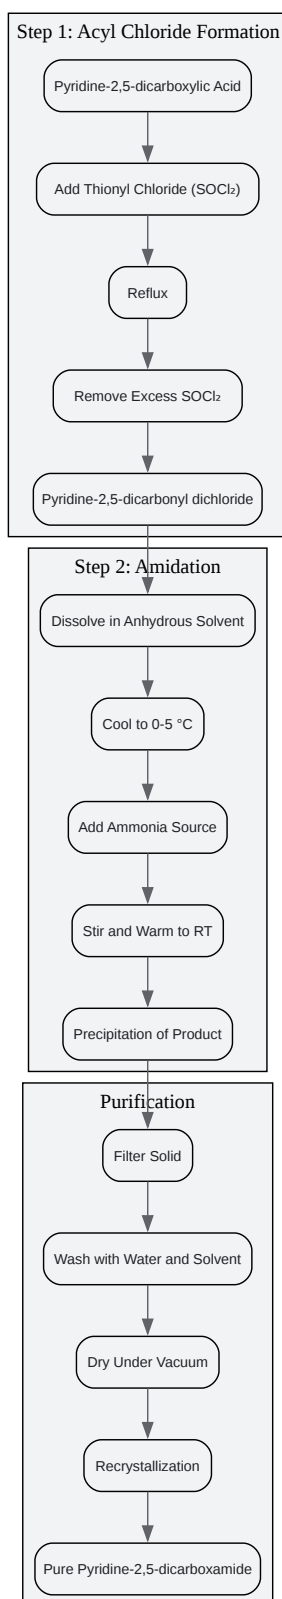 Step 1: Acyl Chloride Formation
Pyridine-2,5-dicarboxylic Acid
Add Thionyl Chloride (SOCl₂)
Reflux
Remove Excess SOCl₂
Pyridine-2,5-dicarbonyl dichloride
Step 2: Amidation
Dissolve in Anhydrous Solvent
Cool to 0-5 °C
Add Ammonia Source
Stir and Warm to RT
Precipitation of Product
Purification
Filter Solid
Wash with Water and Solvent
Dry Under Vacuum
Recrystallization
Pure Pyridine-2,5-dicarboxamide